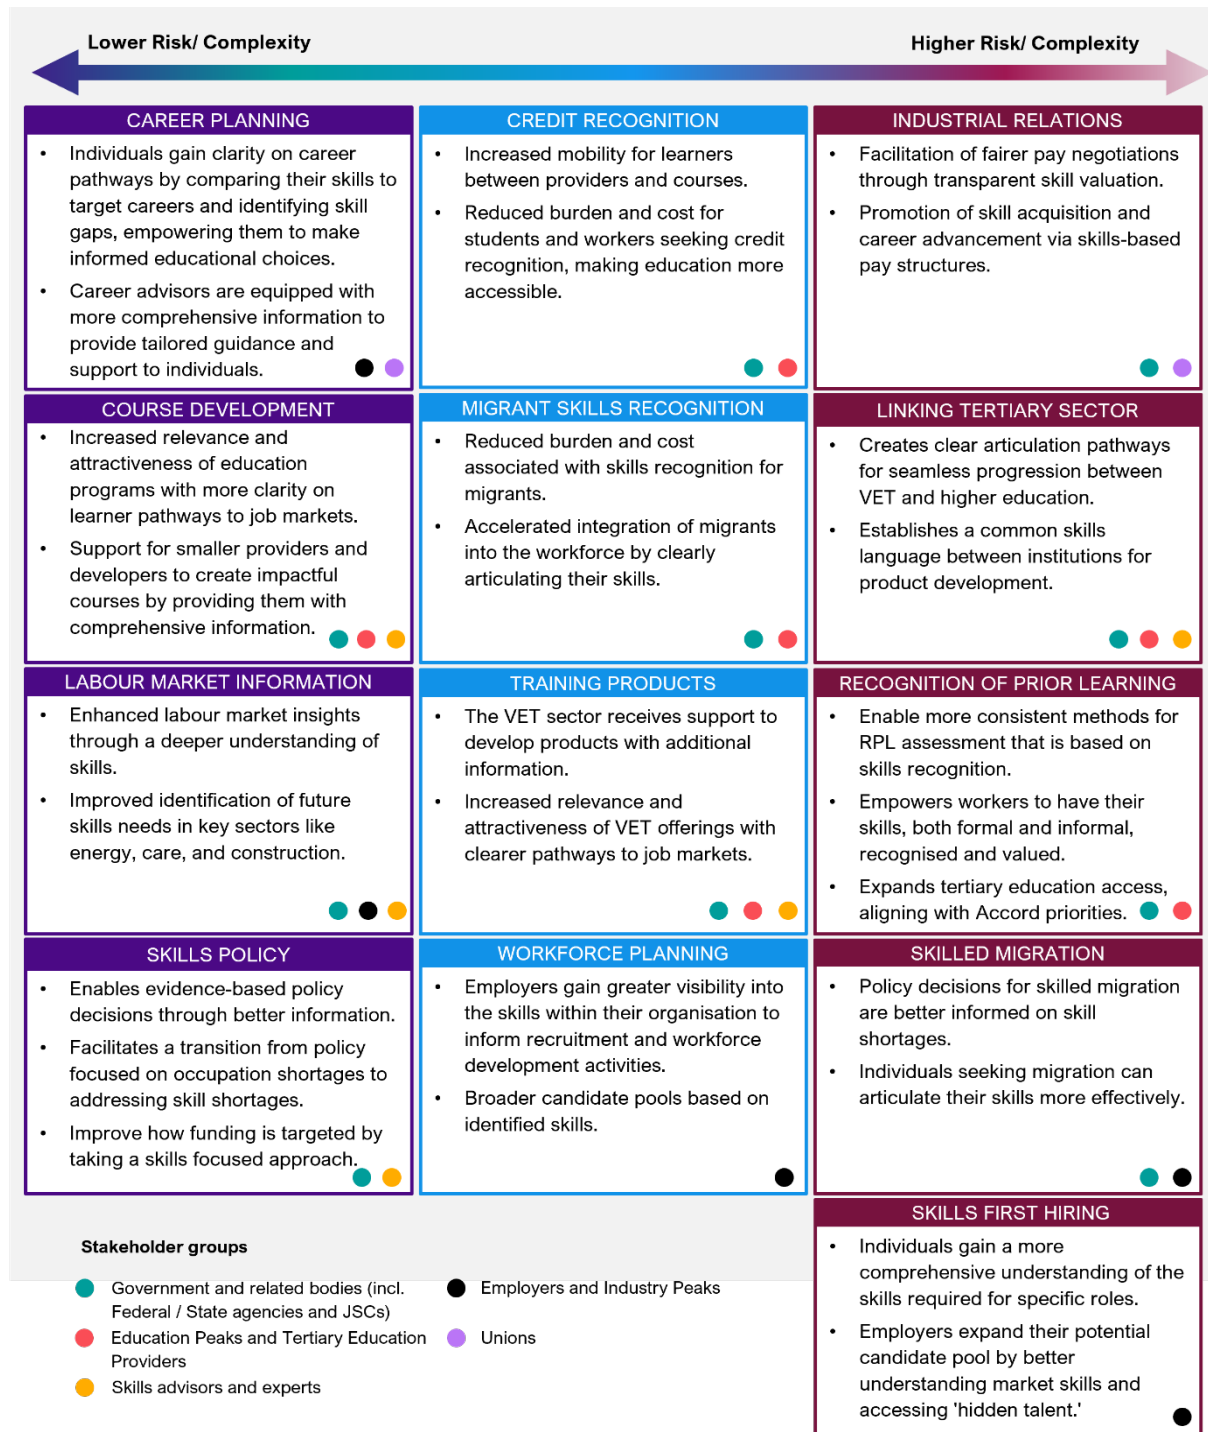 Lower Risk/ Complexity
Higher Risk/ Complexity
CAREER PLANNING
• Individuals gain clarity on career
pathways by comparing their skills to
target careers and identifying skill
gaps, empowering them to make
informed educational choices.
• Career advisors are equipped with
more comprehensive information to
provide tailored guidance and
support to individuals.
CREDIT RECOGNITION
• Increased mobility for learners
between providers and courses.
• Reduced burden and cost for
students and workers seeking credit
recognition, making education more
accessible.
INDUSTRIAL RELATIONS
• Facilitation of fairer pay negotiations
through transparent skill valuation.
• Promotion of skill acquisition and
career advancement via skills-based
pay structures.
COURSE DEVELOPMENT
• Increased relevance and
attractiveness of education
programs with more clarity on
learner pathways to job markets.
• Support for smaller providers and
developers to create impactful
courses by providing them with
comprehensive information.
MIGRANT SKILLS RECOGNITION
• Reduced burden and cost
associated with skills recognition for
migrants.
• Accelerated integration of migrants
into the workforce by clearly
articulating their skills.
LINKING TERTIARY SECTOR
• Creates clear articulation pathways
for seamless progression between
VET and higher education.
• Establishes a common skills
language between institutions for
product development.
LABOUR MARKET INFORMATION
• Enhanced labour market insights
through a deeper understanding of
skills.
• Improved identification of future
skills needs in key sectors like
energy, care, and construction.
TRAINING PRODUCTS
• The VET sector receives support to
develop products with additional
information.
• Increased relevance and
attractiveness of VET offerings with
clearer pathways to job markets.
RECOGNITION OF PRIOR LEARNING
• Enable more consistent methods for
RPL assessment that is based on
skills recognition.
• Empowers workers to have their
skills, both formal and informal,
recognised and valued.
• Expands tertiary education access,
aligning with Accord priorities.
SKILLS POLICY
• Enables evidence-based policy
decisions through better information.
• Facilitates a transition from policy
focused on occupation shortages to
addressing skill shortages.
• Improve how funding is targeted by
taking a skills focused approach.
WORKFORCE PLANNING
• Employers gain greater visibility into
the skills within their organisation to
inform recruitment and workforce
development activities.
• Broader candidate pools based on
identified skills.
SKILLED MIGRATION
• Policy decisions for skilled migration
are better informed on skill
shortages.
• Individuals seeking migration can
articulate their skills more effectively.
SKILLS FIRST HIRING
• Individuals gain a more
comprehensive understanding of the
skills required for specific roles.
• Employers expand their potential
candidate pool by better
understanding market skills and
accessing 'hidden talent.'
Stakeholder groups
Government and related bodies (incl.
Federal / State agencies and JSCs)
Education Peaks and Tertiary Education
Providers
Skills advisors and experts
Employers and Industry Peaks
Unions